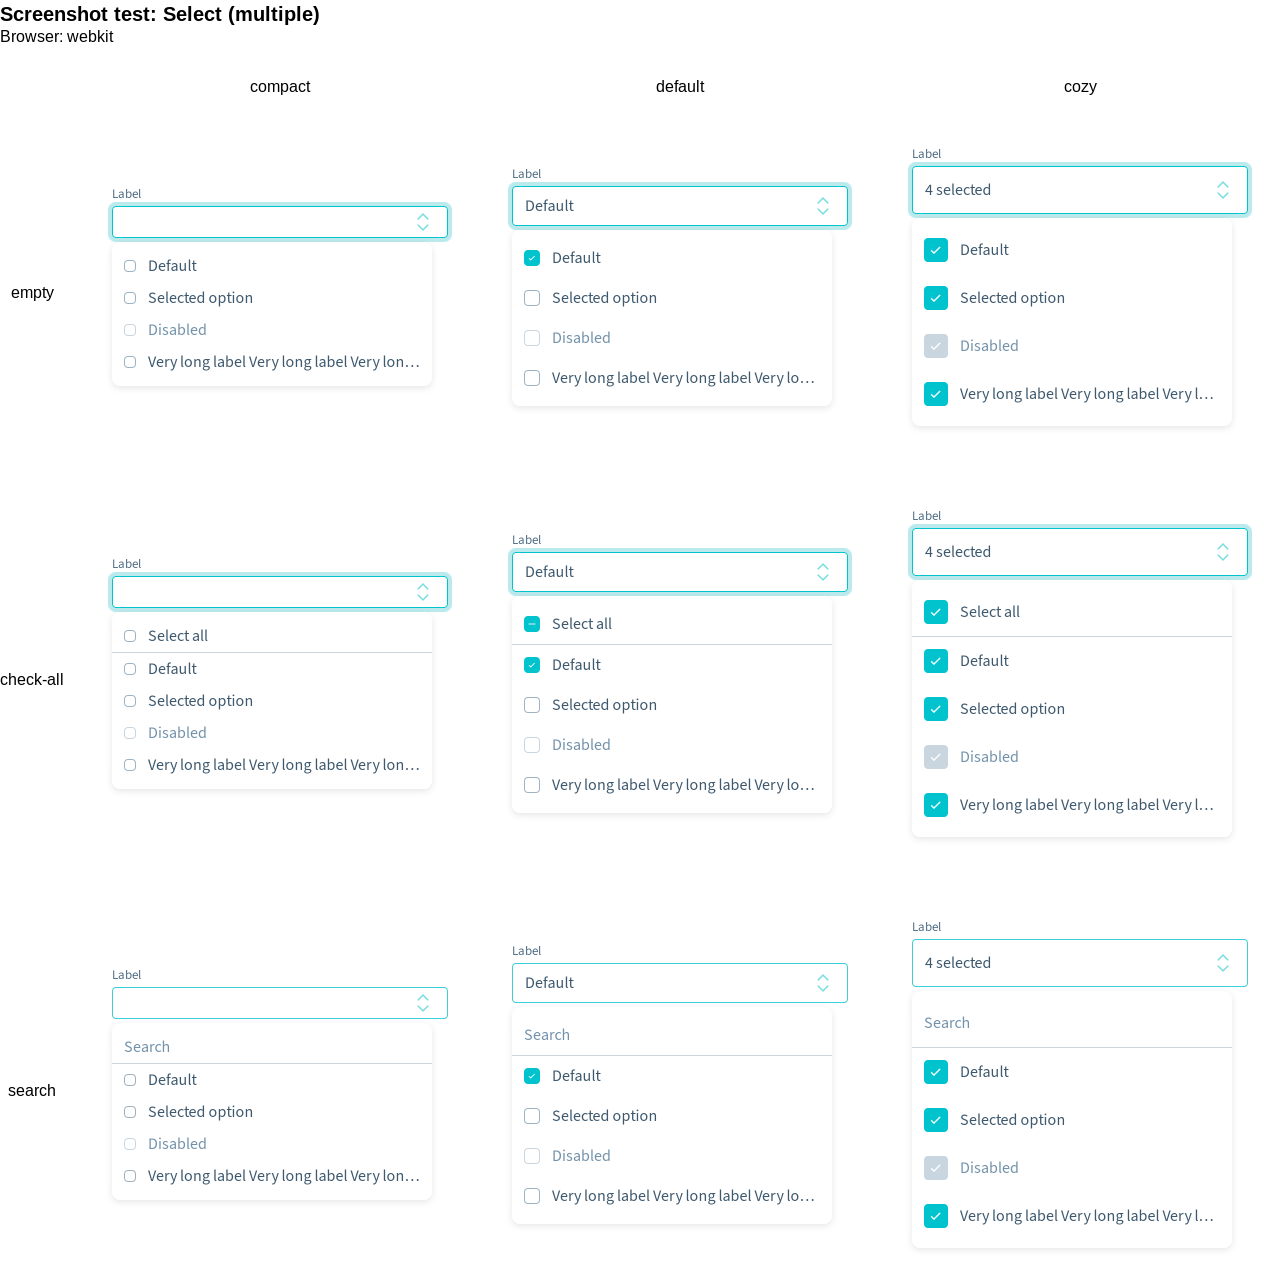 Screenshot test: Select (multiple)
Browser: webkit
compact
default
cozy
empty
Label
Default
Selected option
Disabled
Very long label Very long label Very lon…
Label
Default
Default
Selected option
Disabled
Very long label Very long label Very lo…
Label
4 selected
Default
Selected option
Disabled
Very long label Very long label Very l…
check-all
Label
Select all
Default
Selected option
Disabled
Very long label Very long label Very lon…
Label
Default
Select all
Default
Selected option
Disabled
Very long label Very long label Very lo…
Label
4 selected
Select all
Default
Selected option
Disabled
Very long label Very long label Very l…
search
Label
Search
Default
Selected option
Disabled
Very long label Very long label Very lon…
Label
Default
Search
Default
Selected option
Disabled
Very long label Very long label Very lo…
Label
4 selected
Search
Default
Selected option
Disabled
Very long label Very long label Very l…